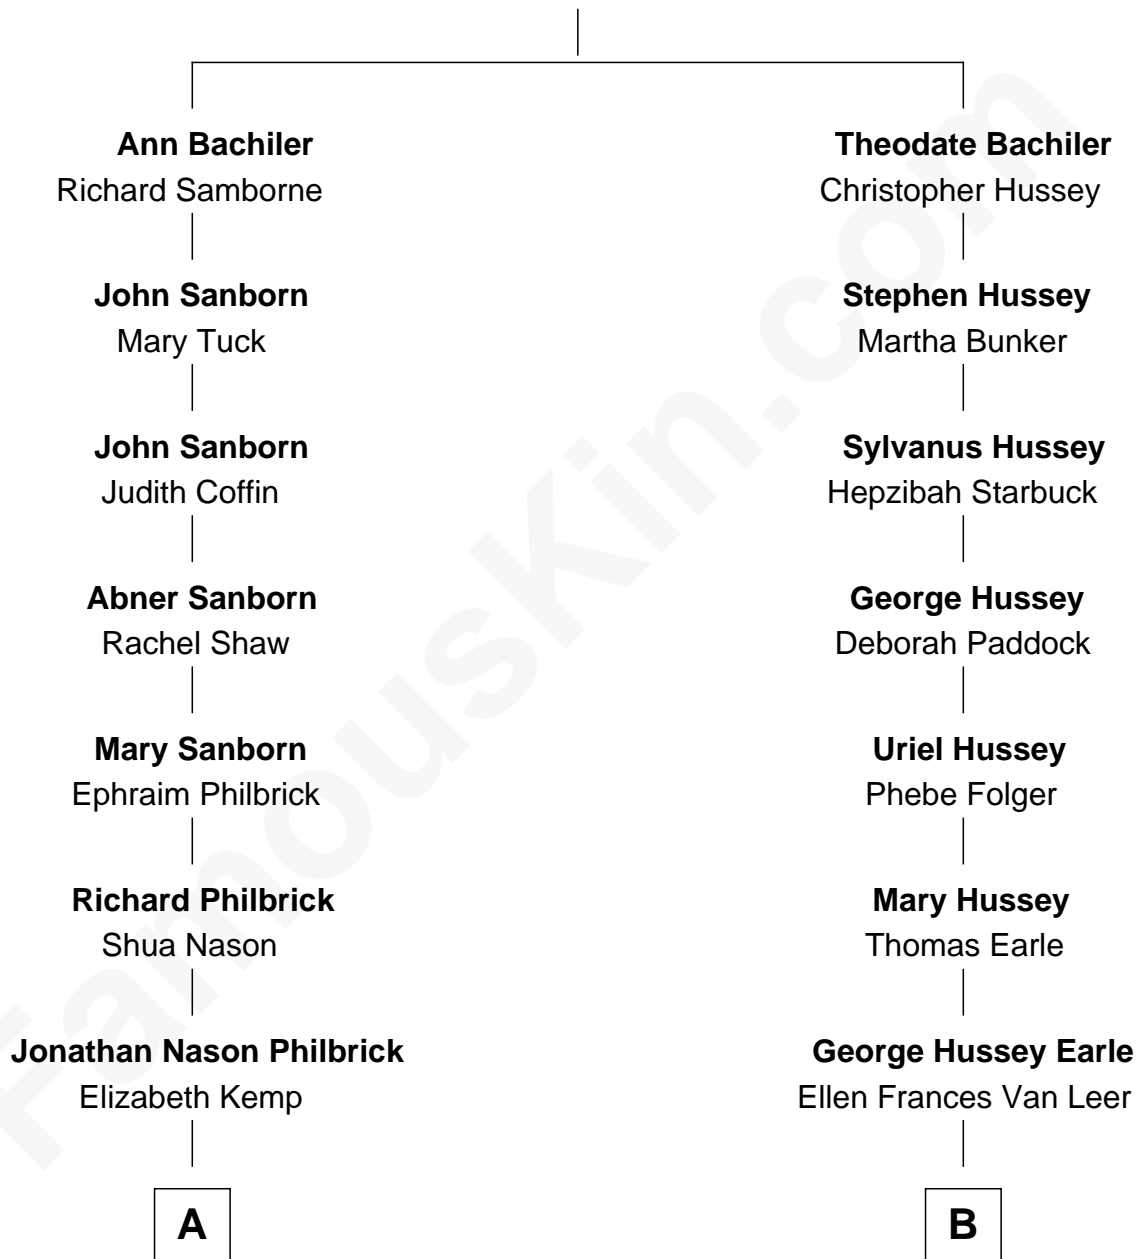 Ann Bachiler
Richard Samborne
John Sanborn
Mary Tuck
John Sanborn
Judith Coffin
Abner Sanborn
Rachel Shaw
Mary Sanborn
Ephraim Philbrick
Richard Philbrick
Shua Nason
Jonathan Nason Philbrick
Elizabeth Kemp
A
Theodate Bachiler
Christopher Hussey
Stephen Hussey
Martha Bunker
Sylvanus Hussey
Hepzibah Starbuck
George Hussey
Deborah Paddock
Uriel Hussey
Phebe Folger
Mary Hussey
Thomas Earle
George Hussey Earle
Ellen Frances Van Leer
B
FamousKin.com